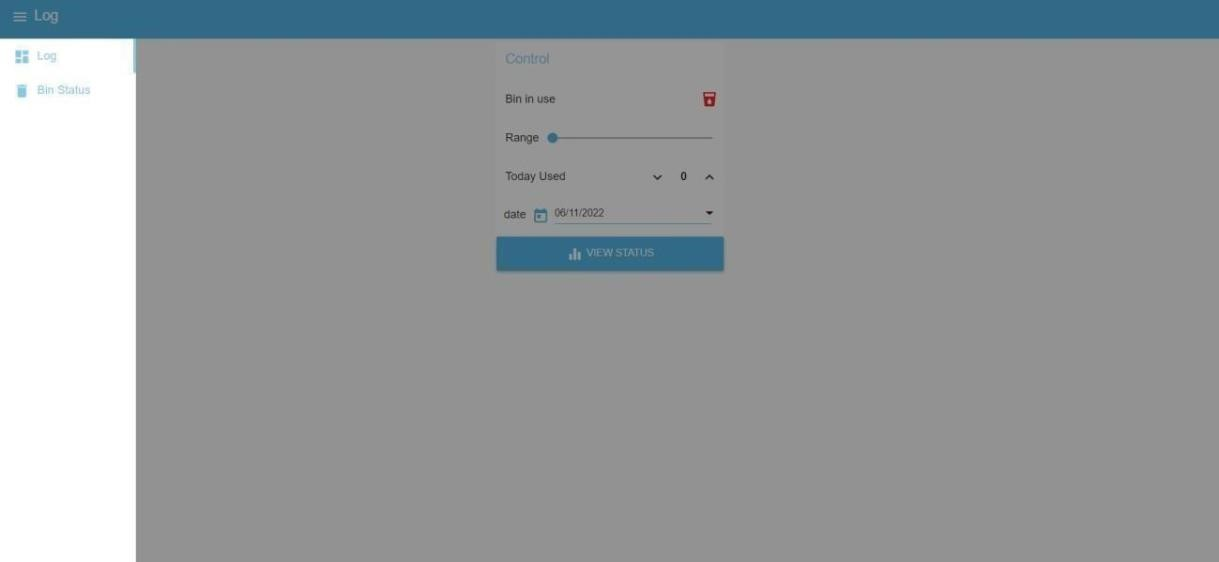 Log
Log
Bin Status
Control
Bin in use
Range
Today Used 0
date 06/11/2022
VIEW STATUS